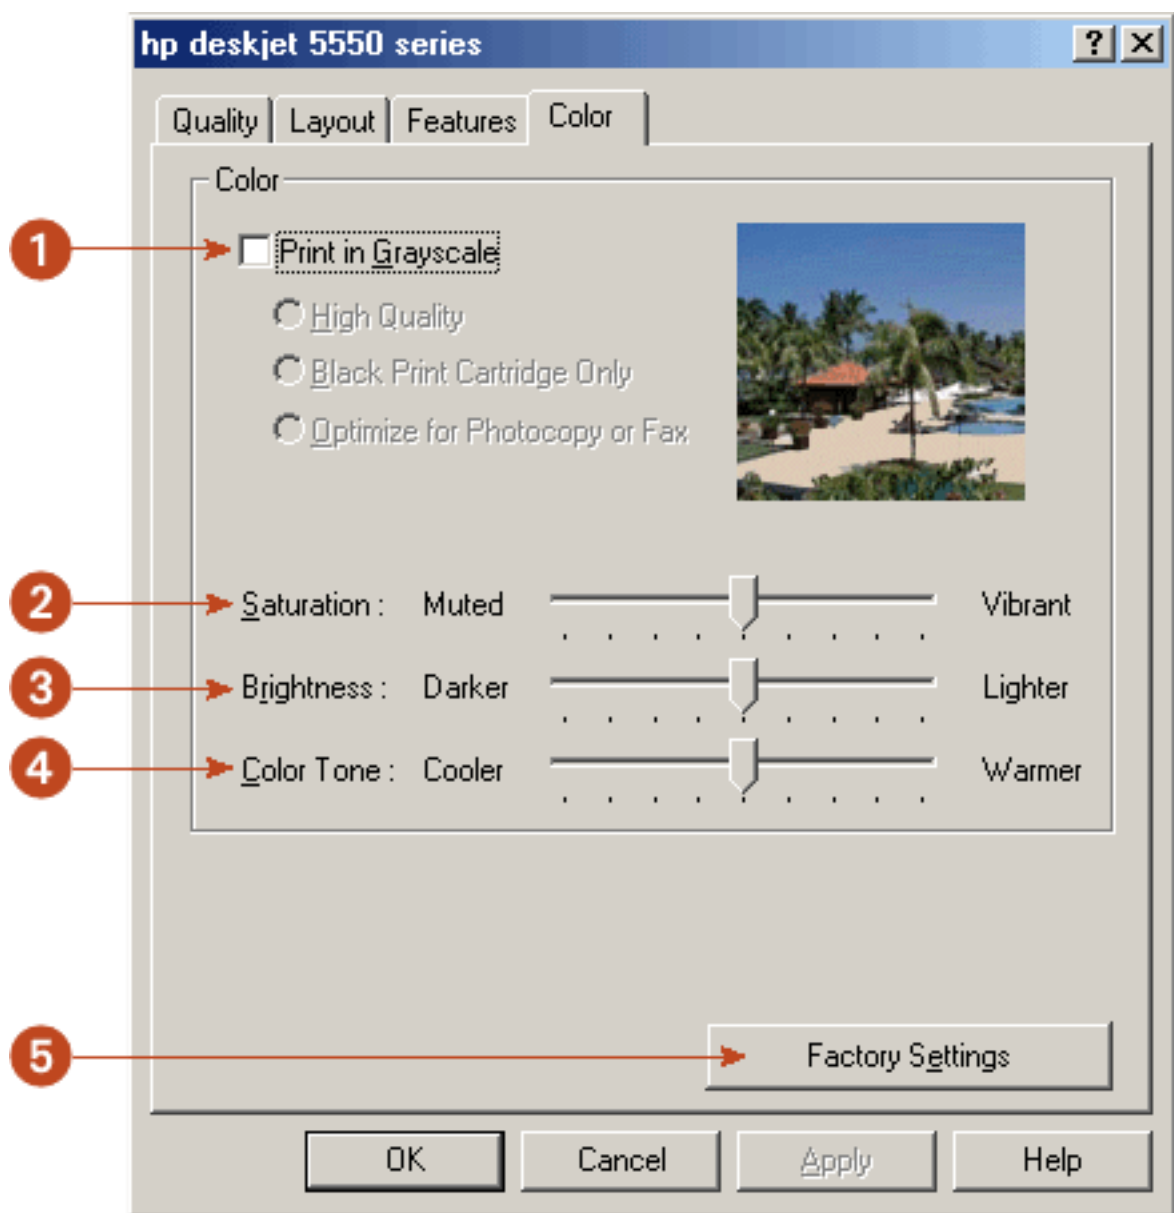 hp deskjet 5550 series
Quality Layout Features Color
Color
1 Print in Grayscale
High Quality
Black Print Cartridge Only
Optimize for Photocopy or Fax
2 Saturation : Muted Vibrant
3 Brightness : Darker Lighter
4 Color Tone : Cooler Warmer
5 Factory Settings
OK Cancel Apply Help